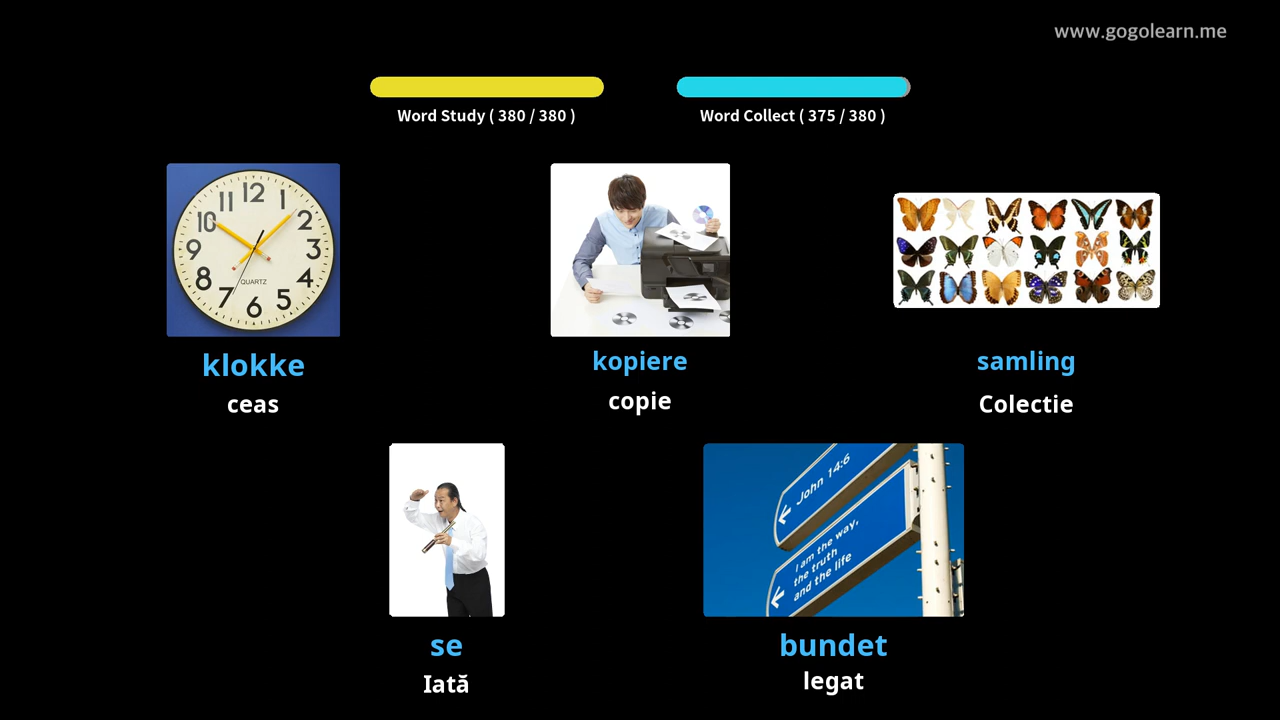 www.gogolearn.me
Word Study ( 380 / 380 )
Word Collect ( 375 / 380 )
12
11
1
10
2
9
3
8
4
7
5
6
QUARTZ
klokke
kopiere
samling
ceas
copie
Colectie
John 14:6
I am the way,
the truth
and the life
se
bundet
Iată
legat